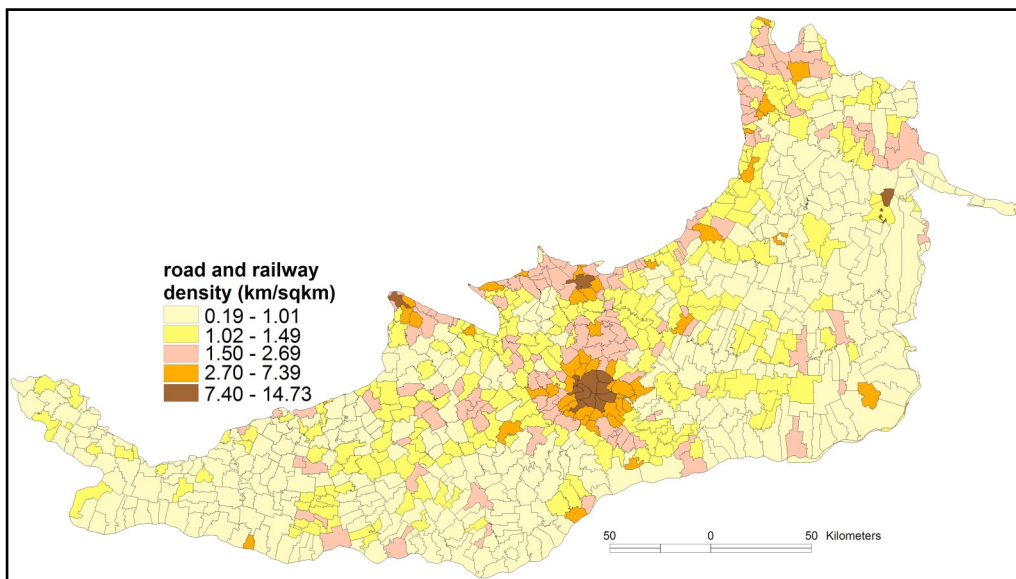 road and railway
density (km/sqkm)
0.19 - 1.01
1.02 - 1.49
1.50 - 2.69
2.70 - 7.39
7.40 - 14.73
50 0 50 Kilometers